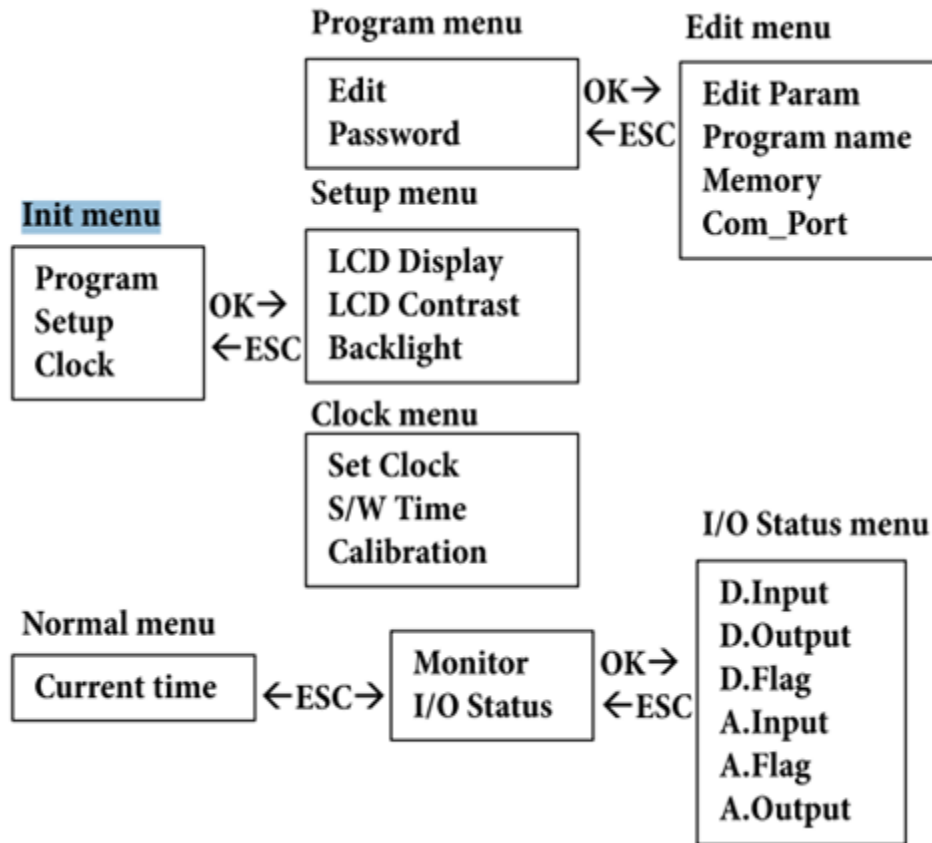 Program menu
Edit
Password
OK→
←ESC
Edit menu
Edit Param
Program name
Memory
Com_Port
Init menu
Program
Setup
Clock
OK→
←ESC
Setup menu
LCD Display
LCD Contrast
Backlight
Clock menu
Set Clock
S/W Time
Calibration
Normal menu
Current time
←ESC→
Monitor
I/O Status
OK→
←ESC
I/O Status menu
D.Input
D.Output
D.Flag
A.Input
A.Flag
A.Output